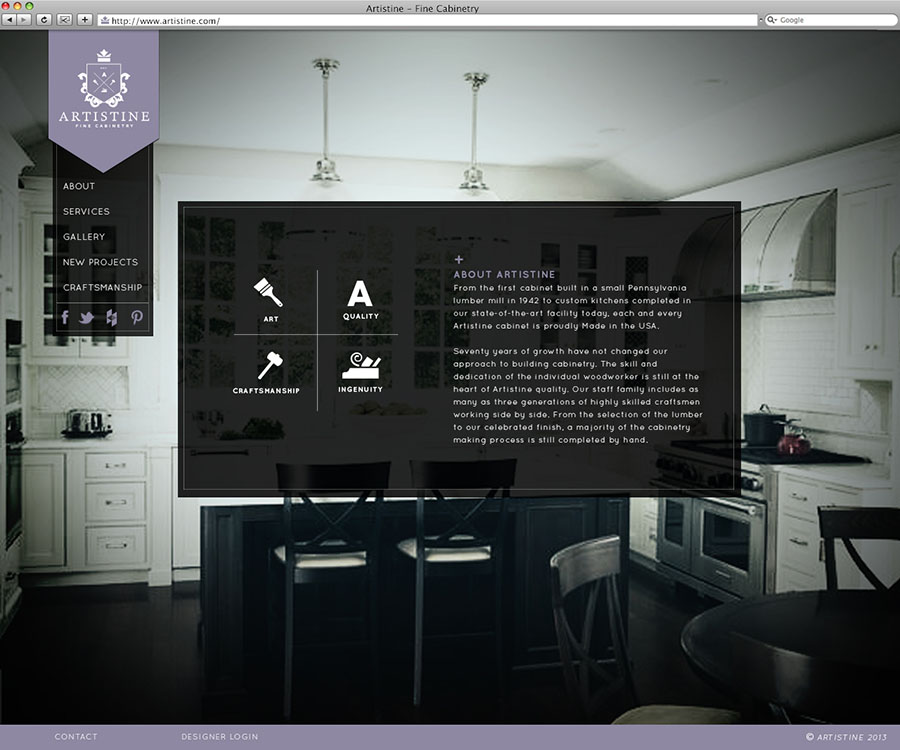 Artistine – Fine Cabinetry
http://www.artistine.com/
Google
ARTISTINE
FINE CABINETRY
ABOUT
SERVICES
GALLERY
NEW PROJECTS
CRAFTSMANSHIP
ART
QUALITY
CRAFTSMANSHIP
INGENUITY
+
ABOUT ARTISTINE
From the first cabinet built in a small Pennsylvania
lumber mill in 1942 to custom kitchens completed in
our state-of-the-art facility today, each and every
Artistine cabinet is proudly Made in the USA.
Seventy years of growth have not changed our
approach to building cabinetry. The skill and
dedication of the individual woodworker is still at the
heart of Artistine quality. Our staff family includes as
many as three generations of highly skilled craftsmen
working side by side. From the selection of the lumber
to our celebrated finish, a majority of the cabinetry
making process is still completed by hand.
CONTACT
DESIGNER LOGIN
© ARTISTINE 2013